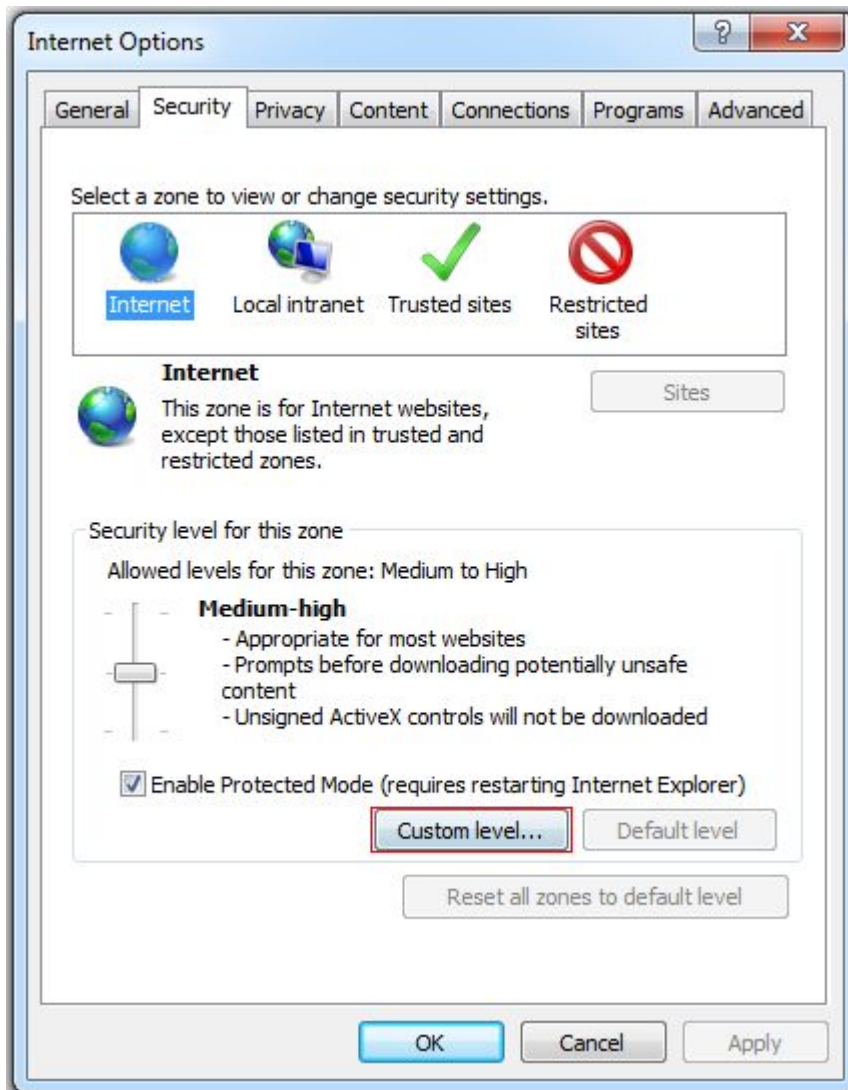 Internet Options
General Security Privacy Content Connections Programs Advanced
Select a zone to view or change security settings.
Internet Local intranet Trusted sites Restricted
sites
Internet
Sites
This zone is for Internet websites,
except those listed in trusted and
restricted zones.
Security level for this zone
Allowed levels for this zone: Medium to High
Medium-high
- Appropriate for most websites
- Prompts before downloading potentially unsafe
content
- Unsigned ActiveX controls will not be downloaded
Enable Protected Mode (requires restarting Internet Explorer)
Custom level... Default level
Reset all zones to default level
OK Cancel Apply